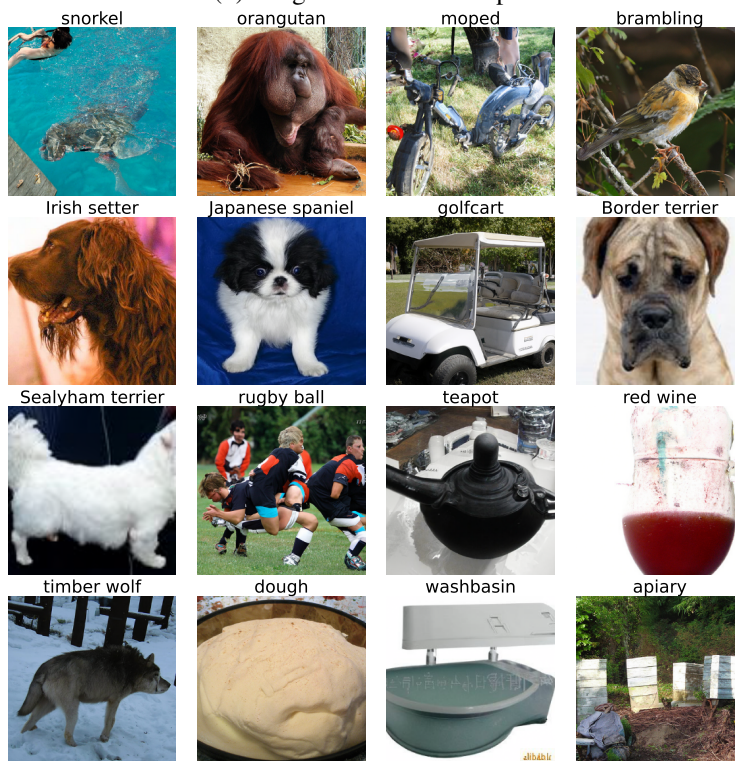 snorkel
orangutan
moped
brambling
Irish setter
Japanese spaniel
golfcart
Border terrier
Sealyham terrier
rugby ball
teapot
red wine
timber wolf
dough
washbasin
apiary